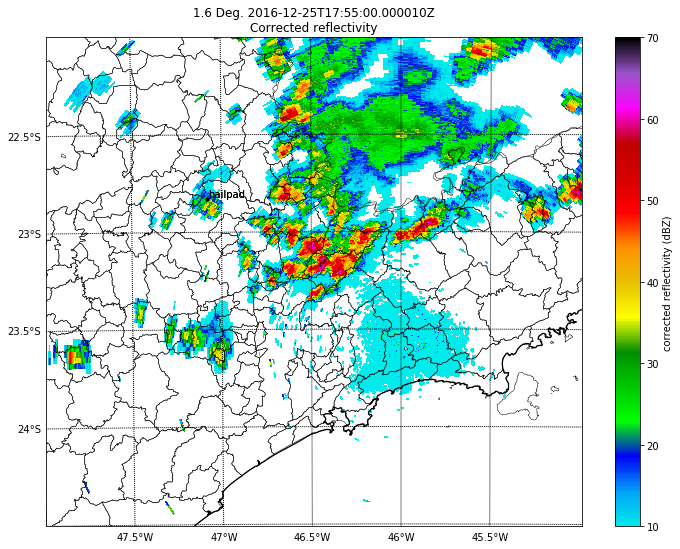 1.6 Deg. 2016-12-25T17:55:00.000010Z
Corrected reflectivity
22.5°S
23°S
23.5°S
24°S
hailpad
47.5°W
47°W
46.5°W
46°W
45.5°W
70
60
50
40
30
20
10
corrected reflectivity (dBZ)